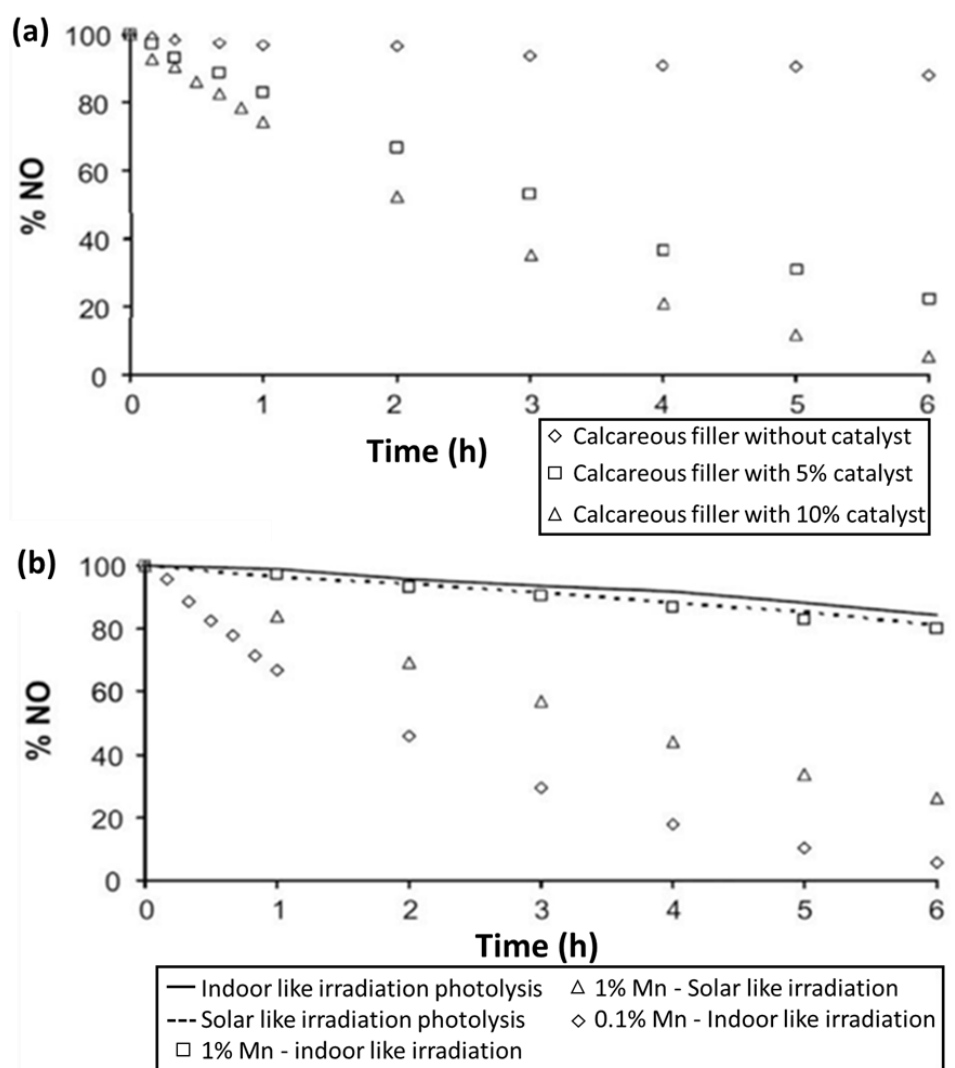 (a)
100
80
60
40
20
0
% NO
0 1 2 3 4 5 6
Time (h)
Calcareous filler without catalyst
Calcareous filler with 5% catalyst
Calcareous filler with 10% catalyst
(b)
100
80
60
40
20
0
% NO
0 1 2 3 4 5 6
Time (h)
Indoor like irradiation photolysis
1% Mn - Solar like irradiation
Solar like irradiation photolysis
0.1% Mn - Indoor like irradiation
1% Mn - indoor like irradiation